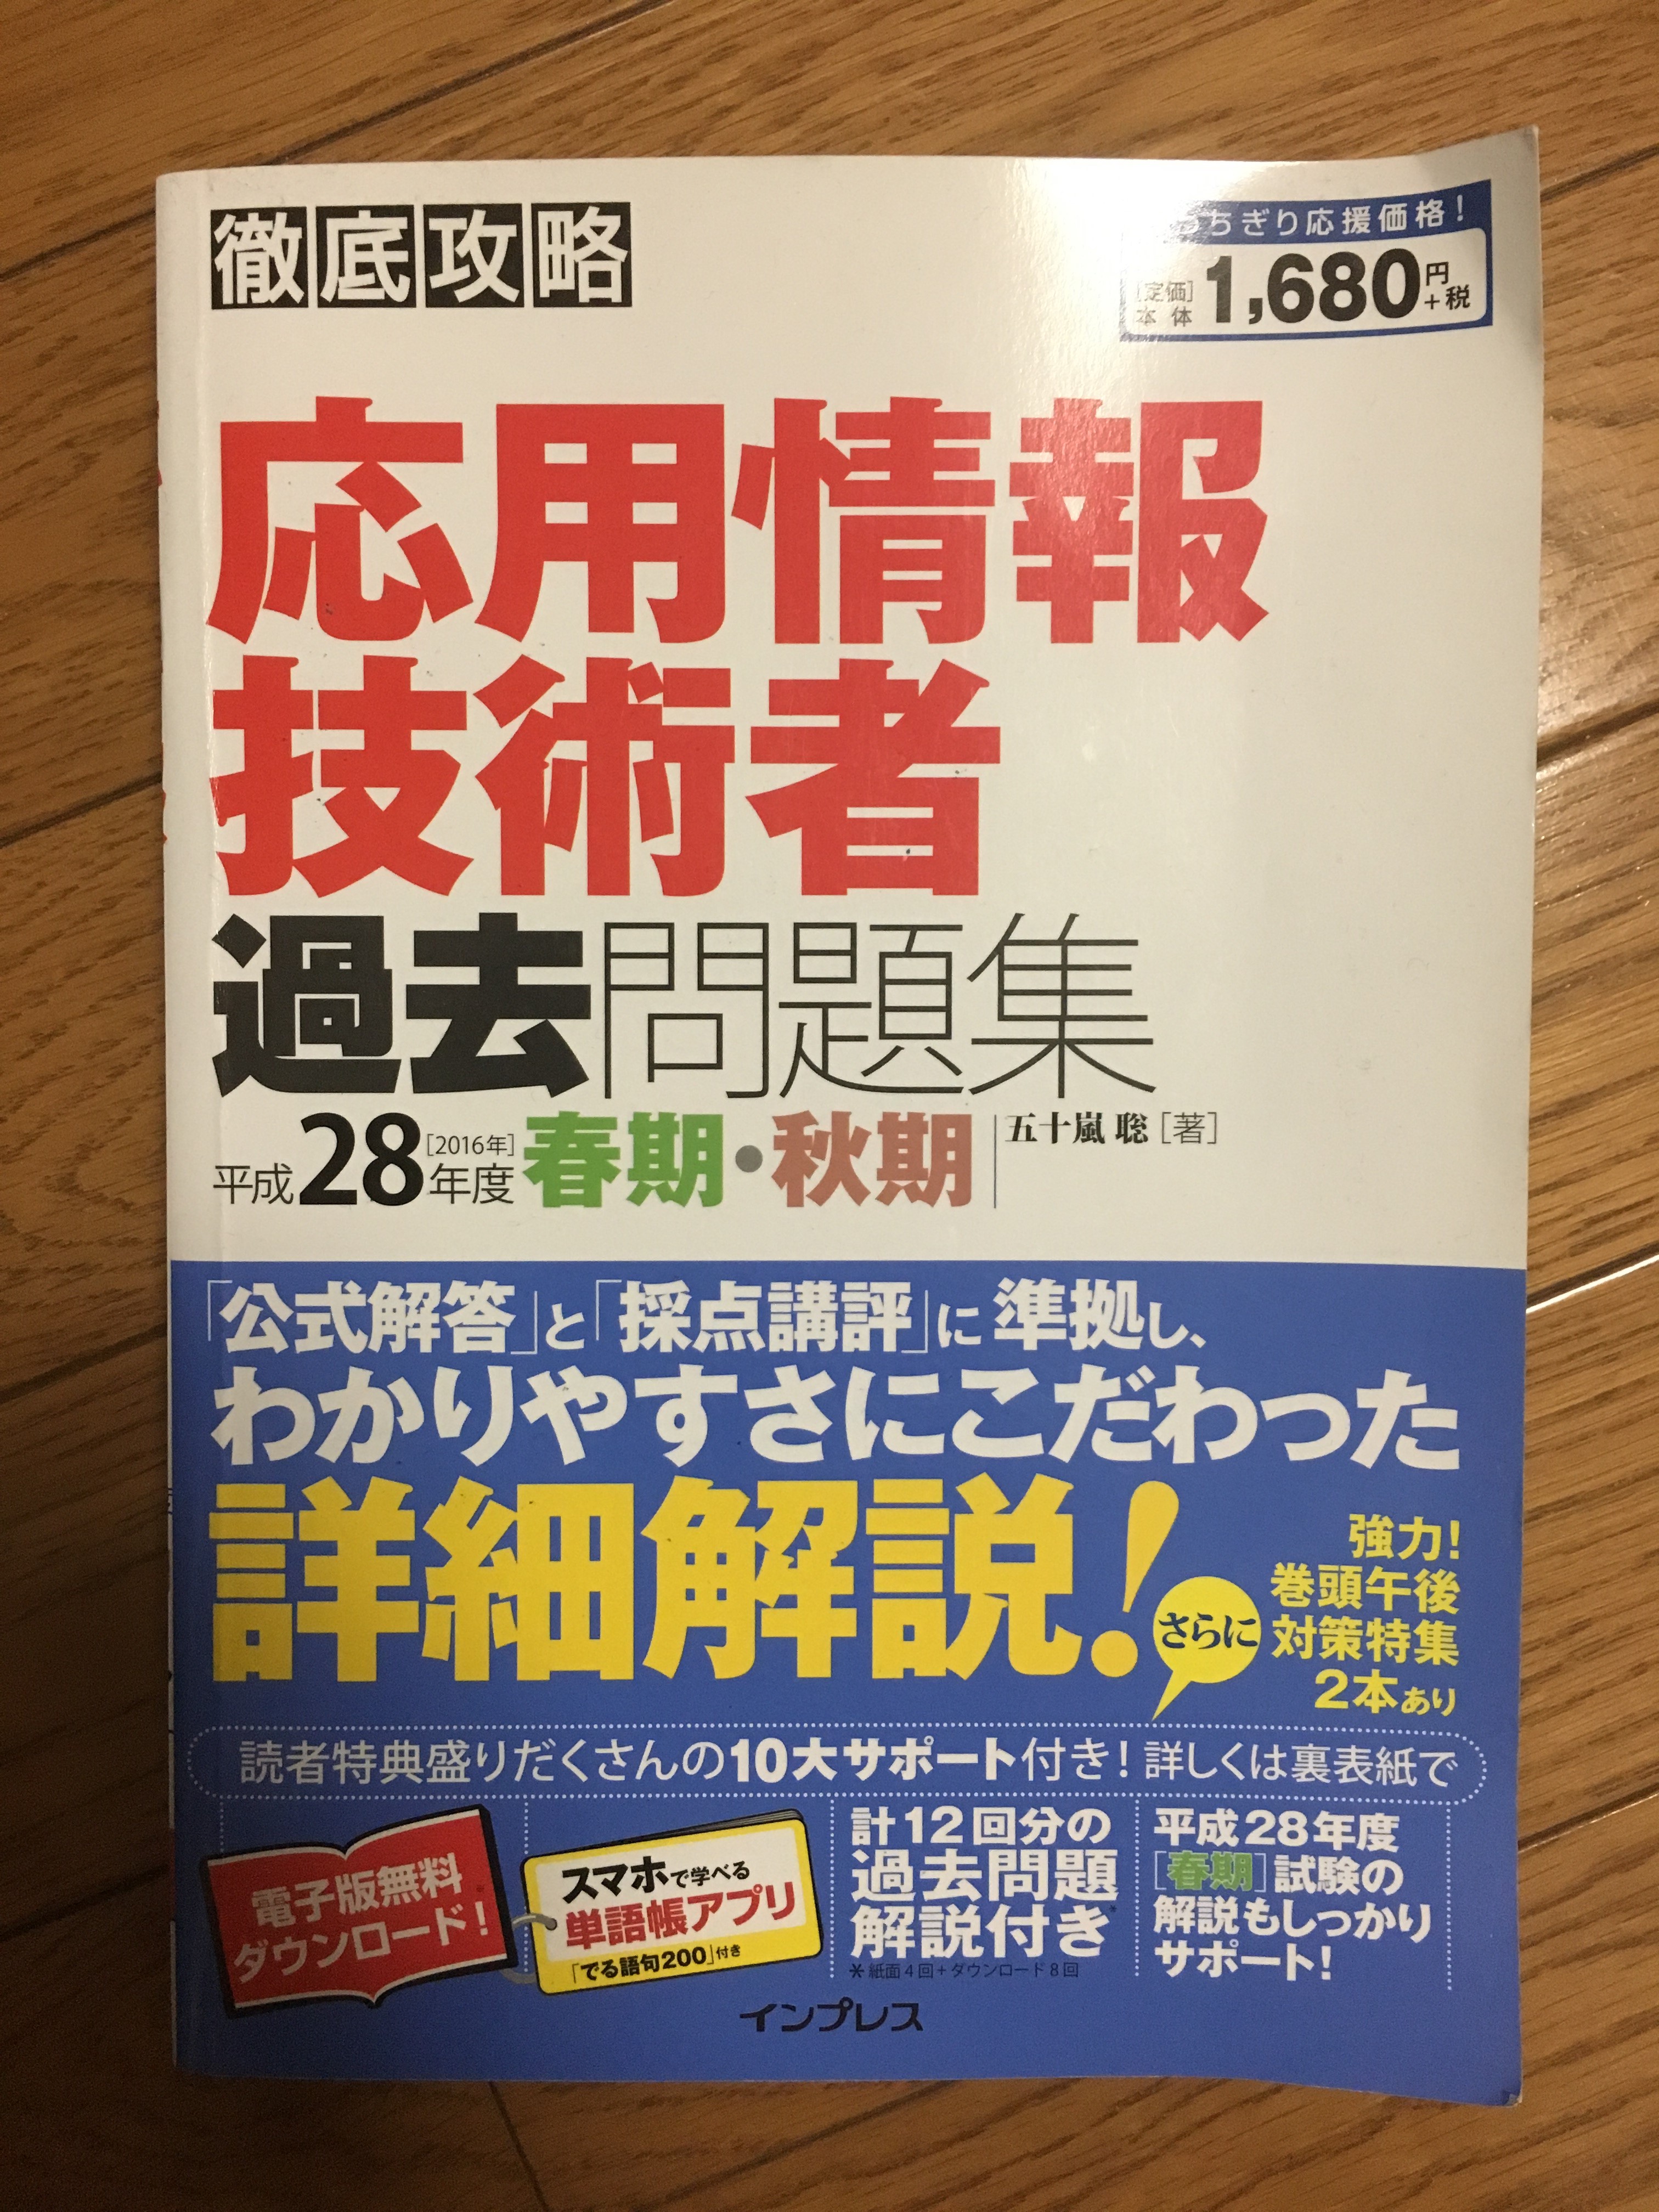 徹底攻略
ちぎり応援価格！
[定価]本体1,680円+税
応用情報
技術者
過去問題集
平成28[2016年]年度春期・秋期
五十嵐 聡[著]
「公式解答」と「採点講評」に準拠し、
わかりやすさにこだわった
詳細解説！
さらに
強力！
巻頭午後
対策特集
2本あり
読者特典盛りだくさんの10大サポート付き！詳しくは裏表紙で
電子版無料*
ダウンロード！
スマホで学べる
単語帳アプリ
「でる語句200」付き
計12回分の
過去問題
解説付き*
＊紙面4回+ダウンロード8回
平成28年度
[春期]試験の
解説もしっかり
サポート！
インプレス